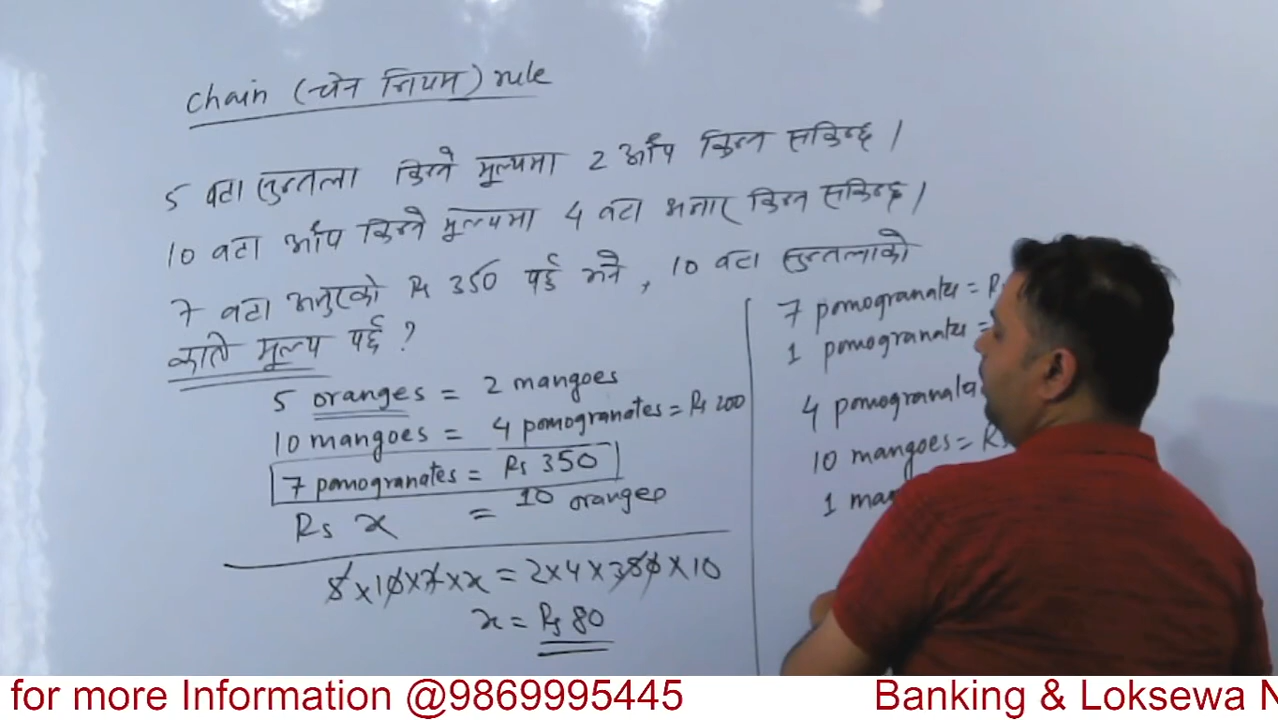 chain (चेन नियम) rule
5 वटा सुन्तला किन्ने मूल्यमा 2 आँप किन्न सकिन्छ ।
10 वटा आँप किन्ने मूल्यमा 4 वटा अनार किन्न सकिन्छ ।
7 वटा अनारको Rs 350 पर्छ भने , 10 वटा सुन्तलाको
कति मूल्य पर्छ ?
5 oranges = 2 mangoes
10 mangoes = 4 pomogranates = Rs 200
7 pomogranates = Rs 350
Rs x = 10 oranges
5 × 10 × 7 × x = 2 × 4 × 350 × 10
x = Rs 80
7 pomogranates = R
1 pomogranates =
4 pomogranate
10 mangoes = Rs
1 ma
for more Information @9869995445
Banking & Loksewa N